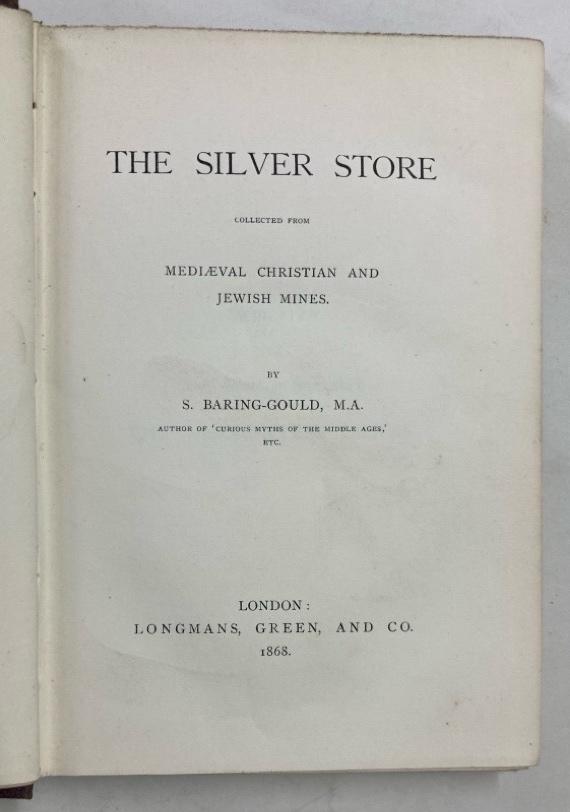 THE SILVER STORE
COLLECTED FROM
MEDIÆVAL CHRISTIAN AND
JEWISH MINES.
BY
S. BARING-GOULD, M.A.
AUTHOR OF 'CURIOUS MYTHS OF THE MIDDLE AGES,'
ETC.
LONDON:
LONGMANS, GREEN, AND CO.
1868.